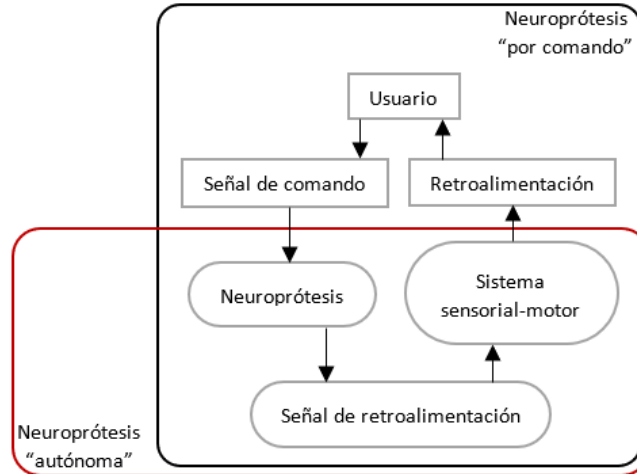 Neuroprótesis
“por comando”
Usuario
Señal de comando
Retroalimentación
Neuroprótesis
Sistema
sensorial-motor
Señal de retroalimentación
Neuroprótesis
“autónoma”